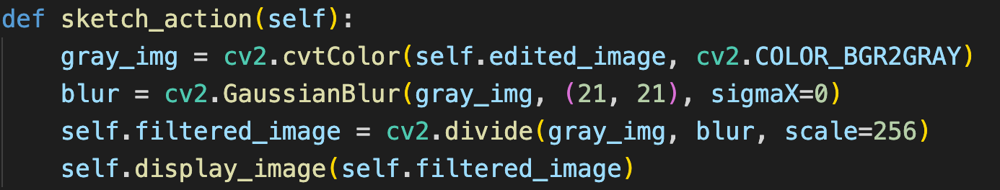 def sketch_action(self):
    gray_img = cv2.cvtColor(self.edited_image, cv2.COLOR_BGR2GRAY)
    blur = cv2.GaussianBlur(gray_img, (21, 21), sigmaX=0)
    self.filtered_image = cv2.divide(gray_img, blur, scale=256)
    self.display_image(self.filtered_image)